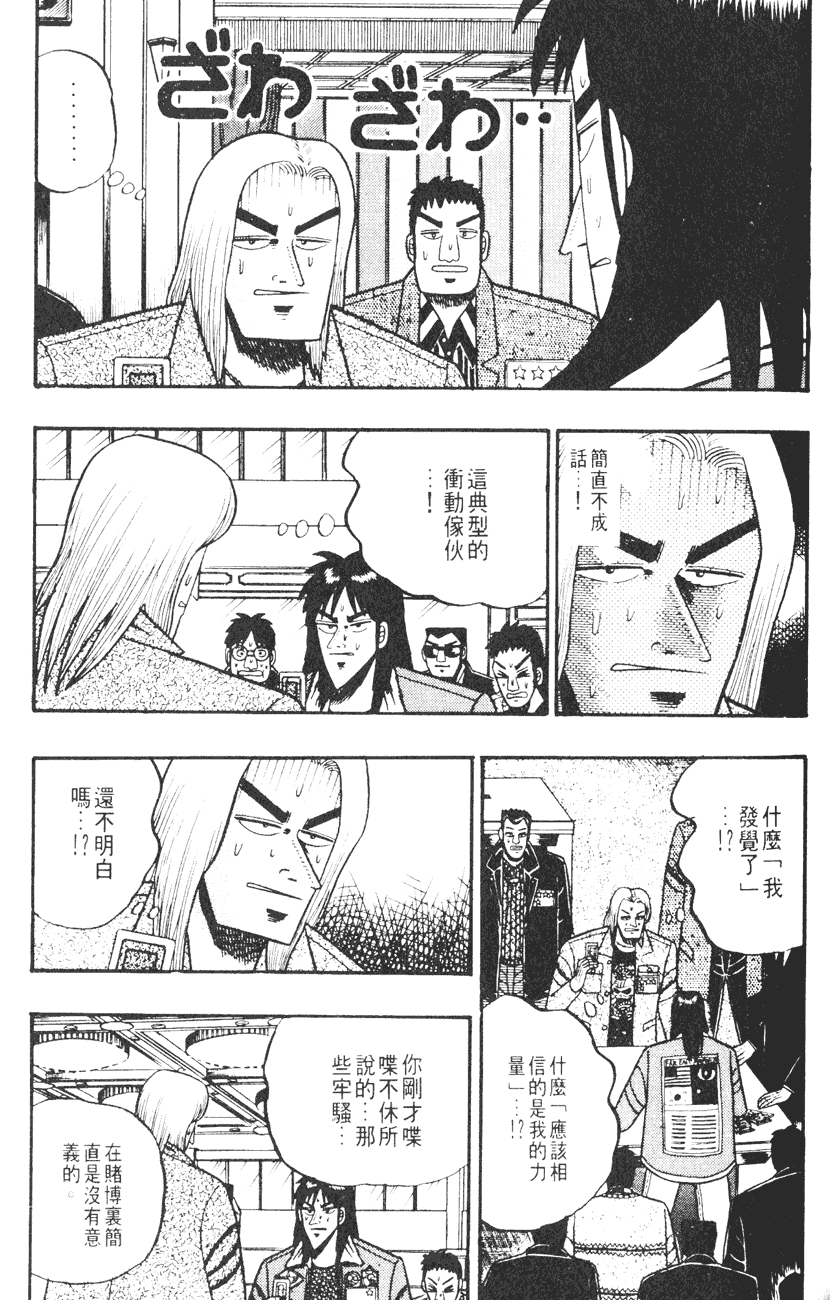 ざわ
ざわ‥
………
簡直不成
話…！
這典型的
衝動傢伙
…！
什麼「我
發覺了」
…！？
還不明白
嗎…！？
什麼「應該相
信的是我的力
量」…！？
你剛才喋
喋不休所
說的…那
些牢騷…
在賭博裏簡
直是沒有意
義的。